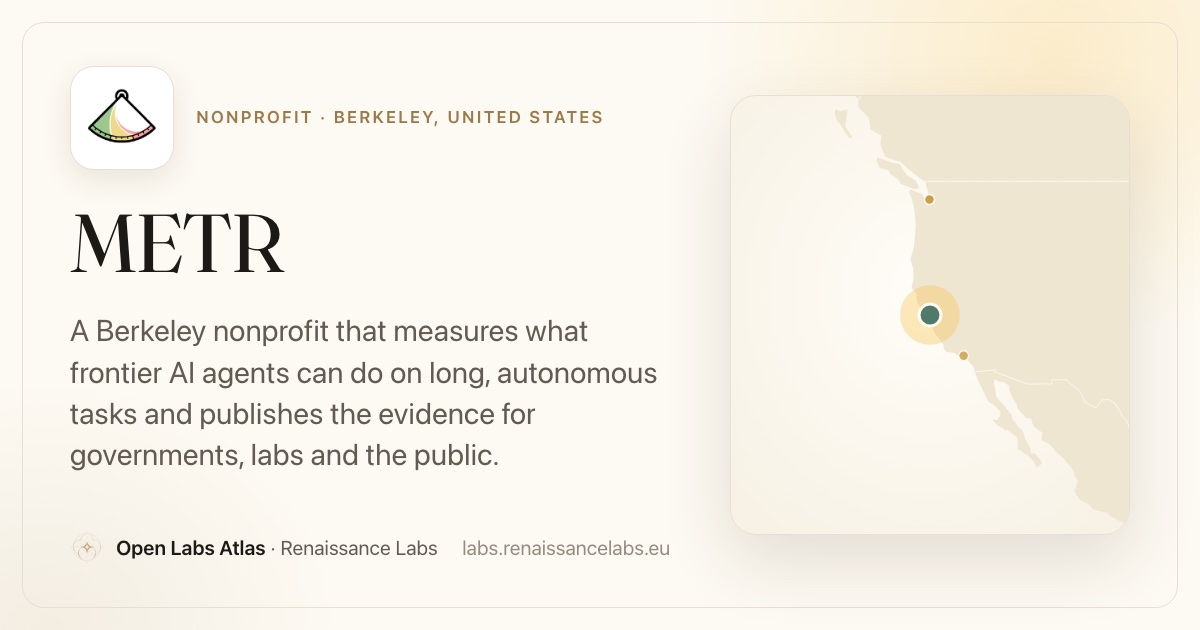 NONPROFIT · BERKELEY, UNITED STATES
METR
A Berkeley nonprofit that measures what
frontier AI agents can do on long, autonomous
tasks and publishes the evidence for
governments, labs and the public.
Open Labs Atlas · Renaissance Labs labs.renaissancelabs.eu